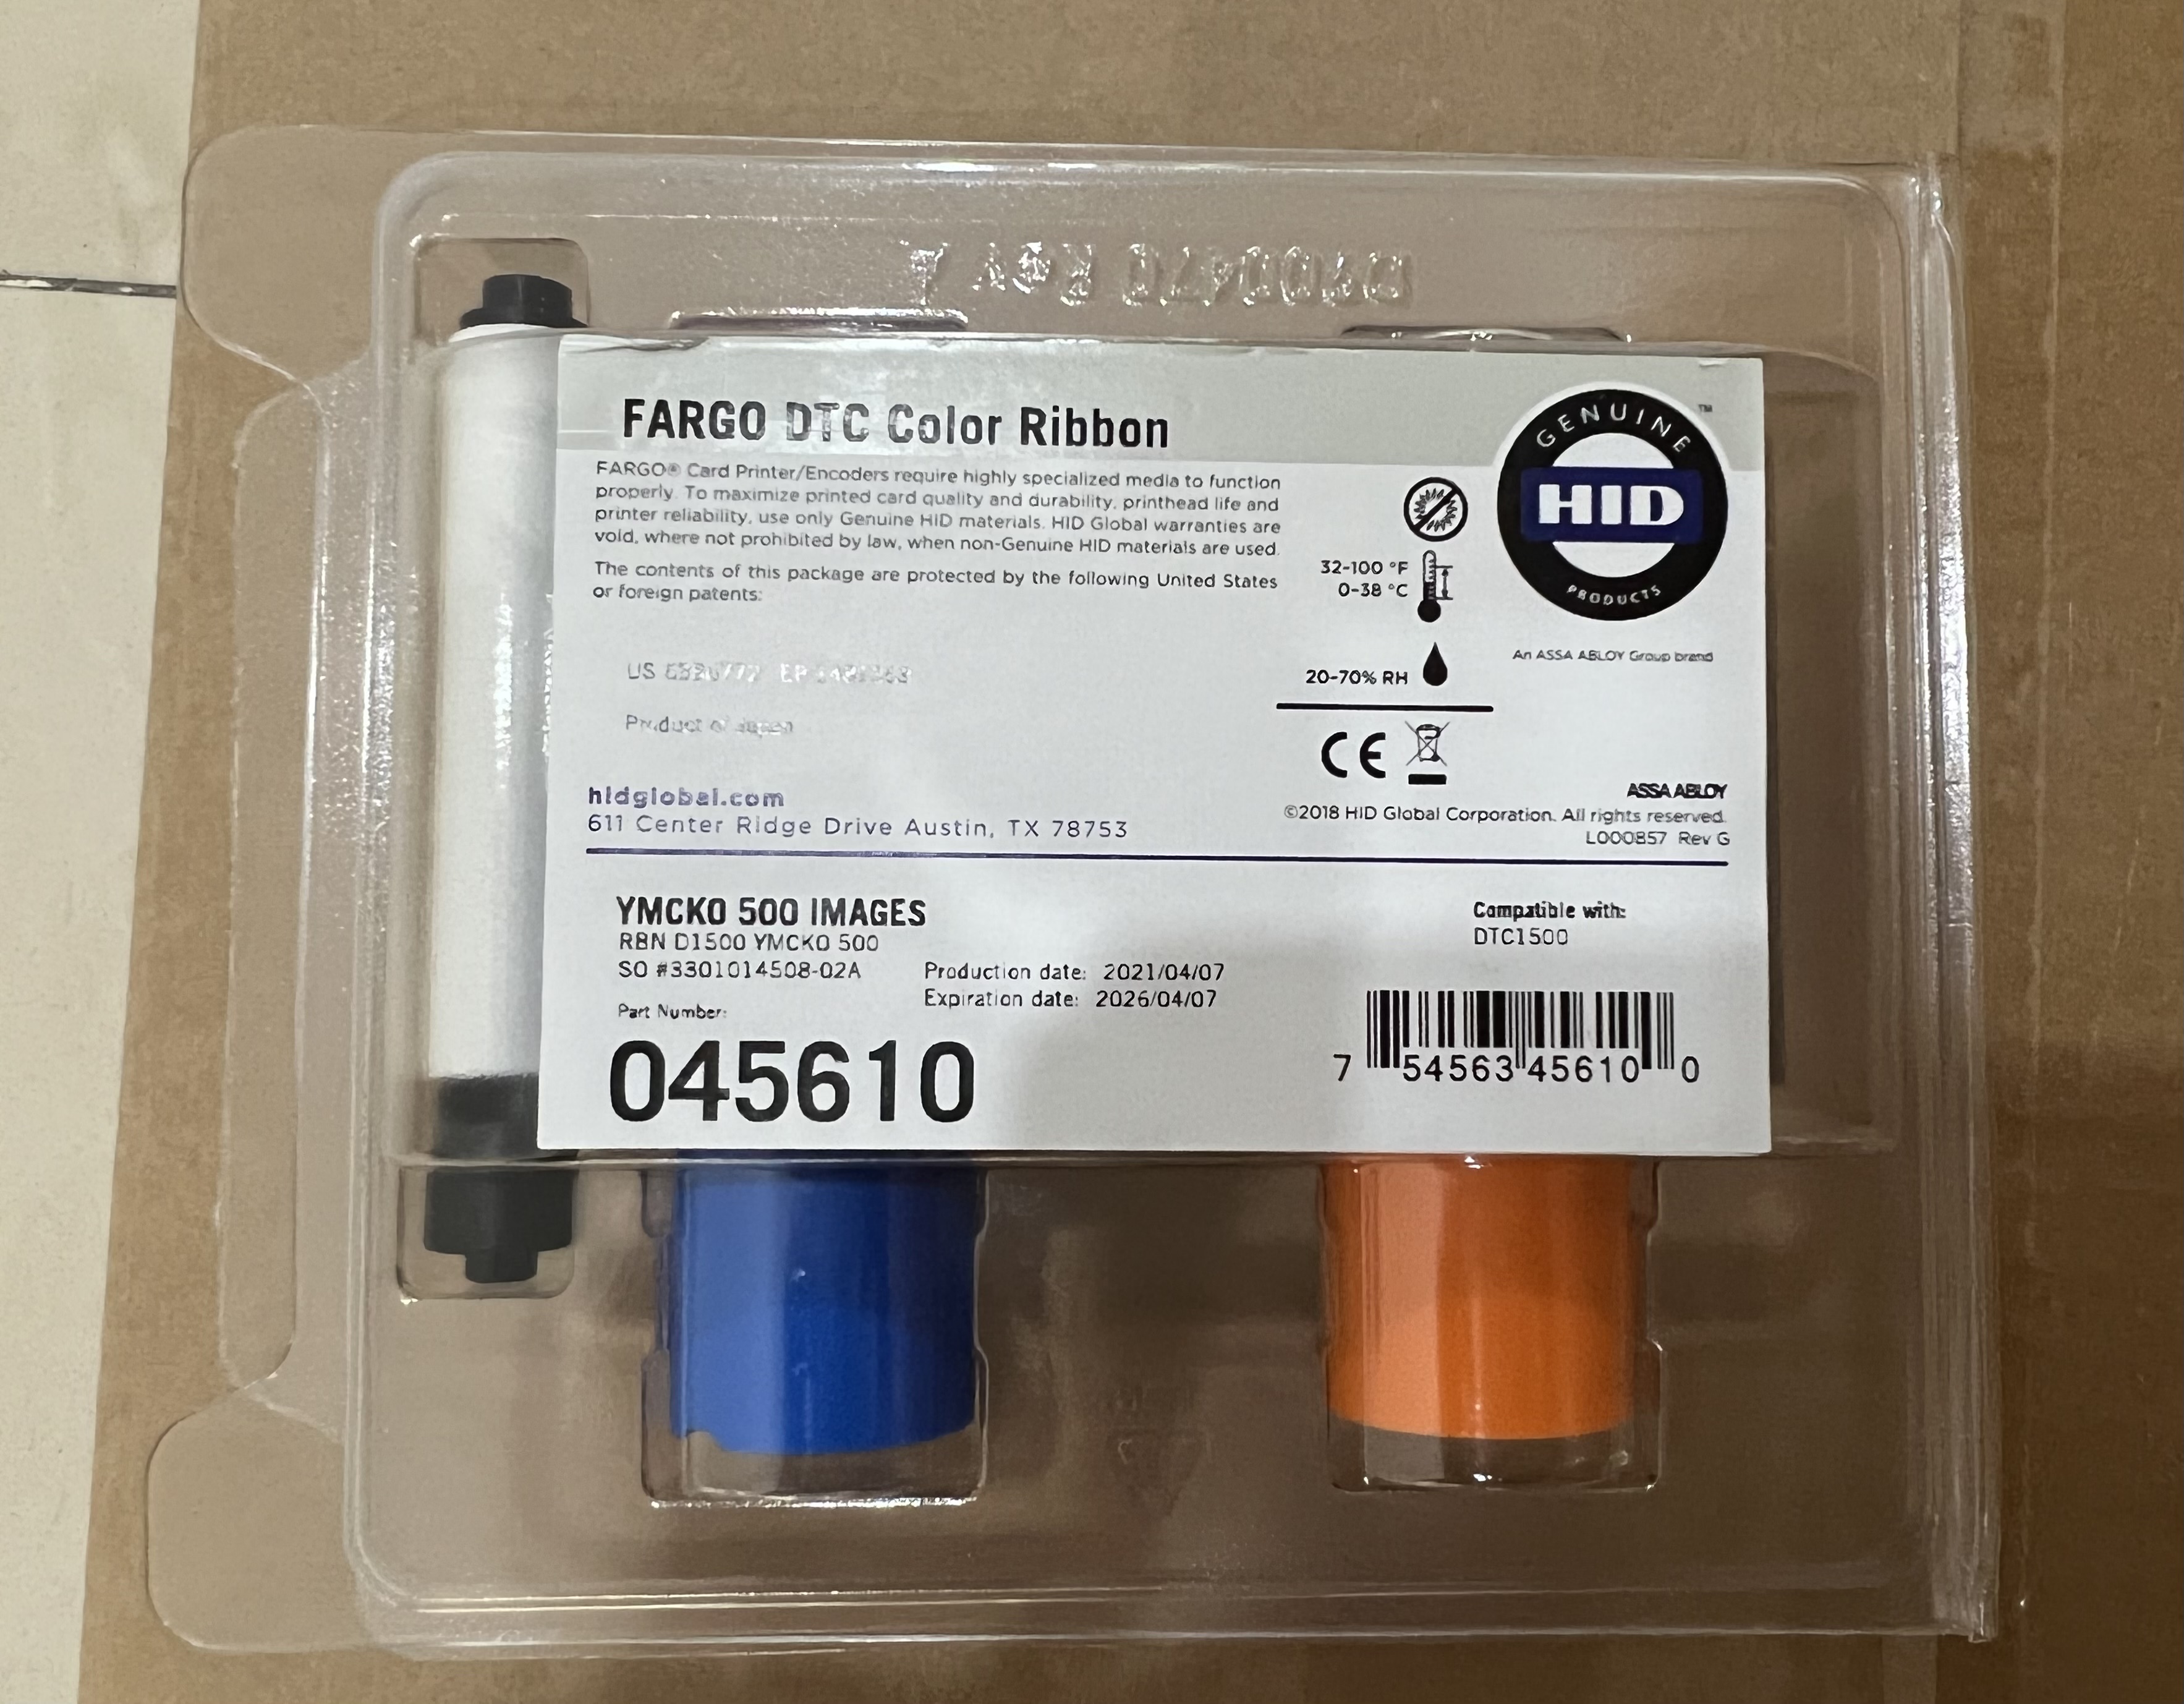 FARGO DTC Color Ribbon
GENUINE
HID
PRODUCTS
TM
An ASSA ABLOY Group brand
FARGO® Card Printer/Encoders require highly specialized media to function
properly. To maximize printed card quality and durability, printhead life and
printer reliability, use only Genuine HID materials. HID Global warranties are
void, where not prohibited by law, when non-Genuine HID materials are used.
The contents of this package are protected by the following United States
or foreign patents:
32-100 °F
0-38 °C
20-70% RH
US
Product of Japan
CE
hidglobal.com
611 Center Ridge Drive Austin, TX 78753
ASSA ABLOY
©2018 HID Global Corporation. All rights reserved.
L000857 Rev G
YMCKO 500 IMAGES
RBN D1500 YMCKO 500
SO #3301014508-02A
Production date: 2021/04/07
Expiration date: 2026/04/07
Part Number:
045610
Compatible with:
DTC1500
7 54563 45610 0